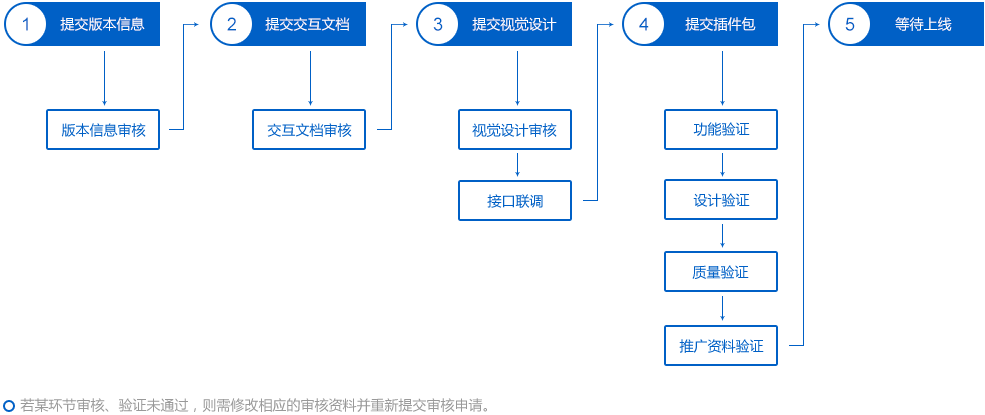 1 提交版本信息
版本信息审核
2 提交交互文档
交互文档审核
3 提交视觉设计
视觉设计审核
接口联调
4 提交插件包
功能验证
设计验证
质量验证
推广资料验证
5 等待上线
若某环节审核、验证未通过，则需修改相应的审核资料并重新提交审核申请。